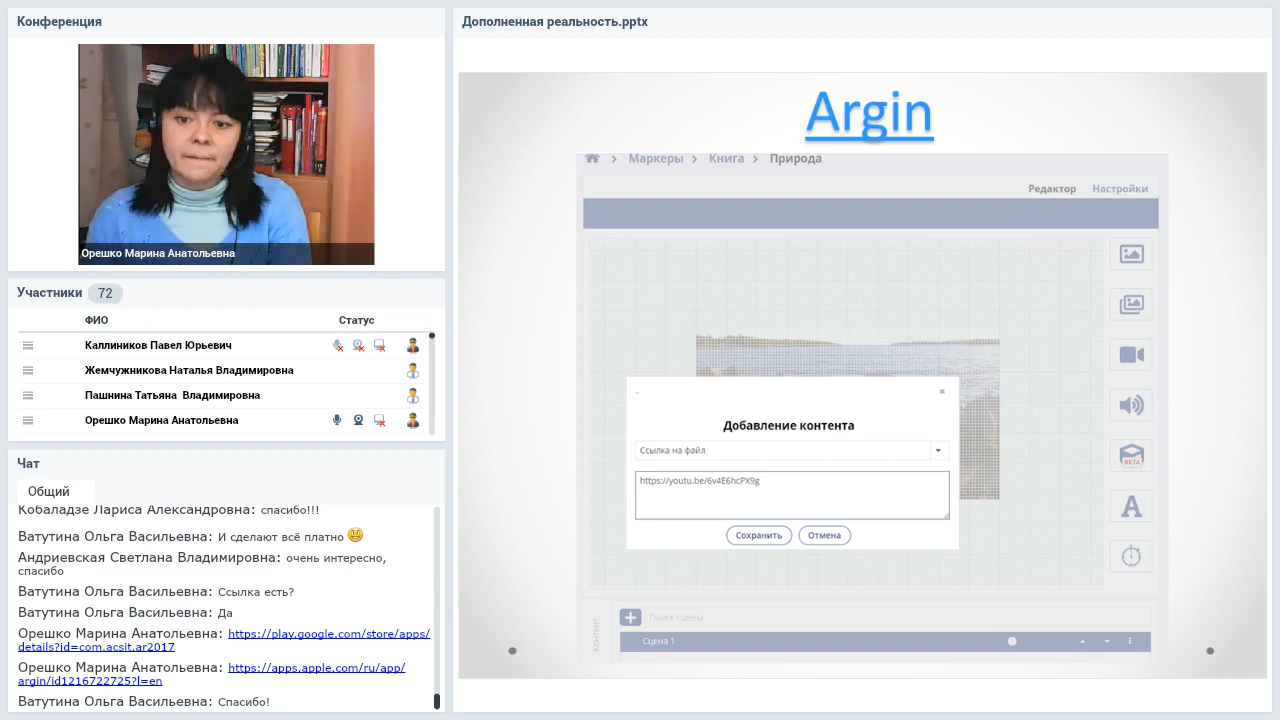 Конференция
Орешко Марина Анатольевна
Участники 72
ФИО Статус
Каллиников Павел Юрьевич
Жемчужникова Наталья Владимировна
Пашнина Татьяна Владимировна
Орешко Марина Анатольевна
Чат
Общий
Кобаладзе Лариса Александровна: спасибо!!!
Ватутина Ольга Васильевна: И сделают всё платно
Андриевская Светлана Владимировна: очень интересно,
спасибо
Ватутина Ольга Васильевна: Ссылка есть?
Ватутина Ольга Васильевна: Да
Орешко Марина Анатольевна: https://play.google.com/store/apps/
details?id=com.acsit.ar2017
Орешко Марина Анатольевна: https://apps.apple.com/ru/app/
argin/id1216722725?l=en
Ватутина Ольга Васильевна: Спасибо!
Дополненная реальность.pptx
Argin
Маркеры > Книга > Природа
Редактор Настройки
Добавление контента
Ссылка на файл
https://youtu.be/6v4E6hcPX9g
Сохранить Отмена
BETA
A
Контент
Поиск сцены
Сцена 1